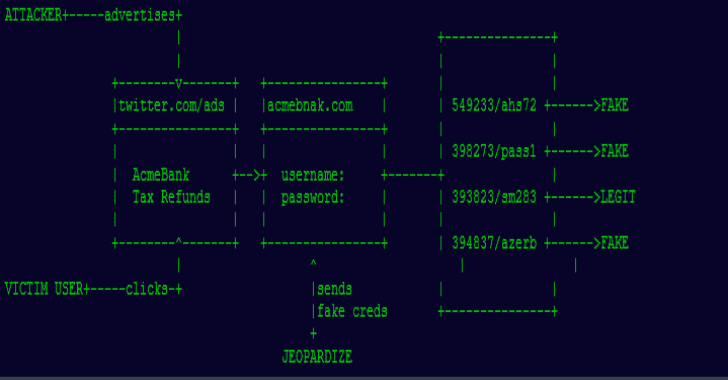 ATTACKER+-----advertises+
twitter.com/ads
acmebnak.com
549233/ahs72 +------>FAKE
398273/pass1 +------>FAKE
AcmeBank
Tax Refunds
username:
password:
393823/sm283 +------>LEGIT
394837/azerb +------>FAKE
VICTIM USER+-----clicks-+
sends
fake creds
JEOPARDIZE